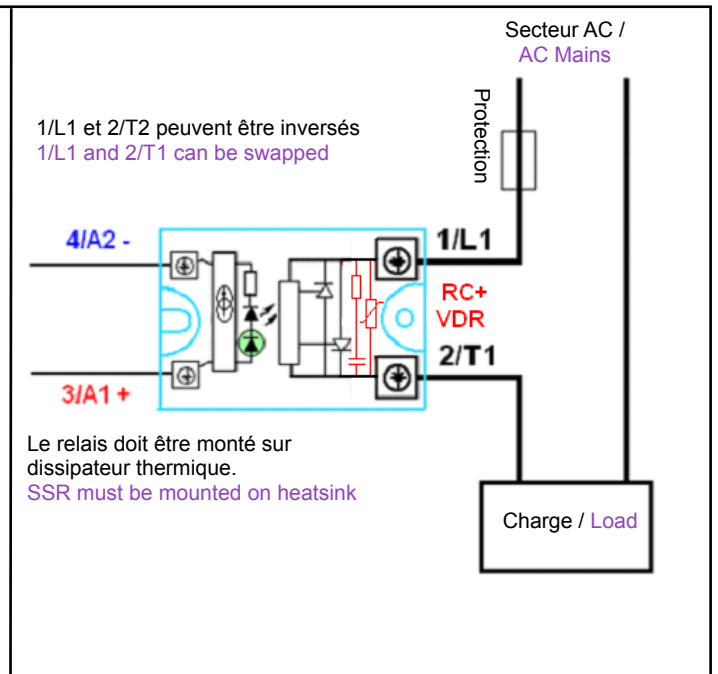 Secteur AC /
AC Mains
Protection
1/L1 et 2/T2 peuvent être inversés
1/L1 and 2/T1 can be swapped
4/A2 -
1/L1
RC+
VDR
2/T1
3/A1 +
Le relais doit être monté sur
dissipateur thermique.
SSR must be mounted on heatsink
Charge / Load